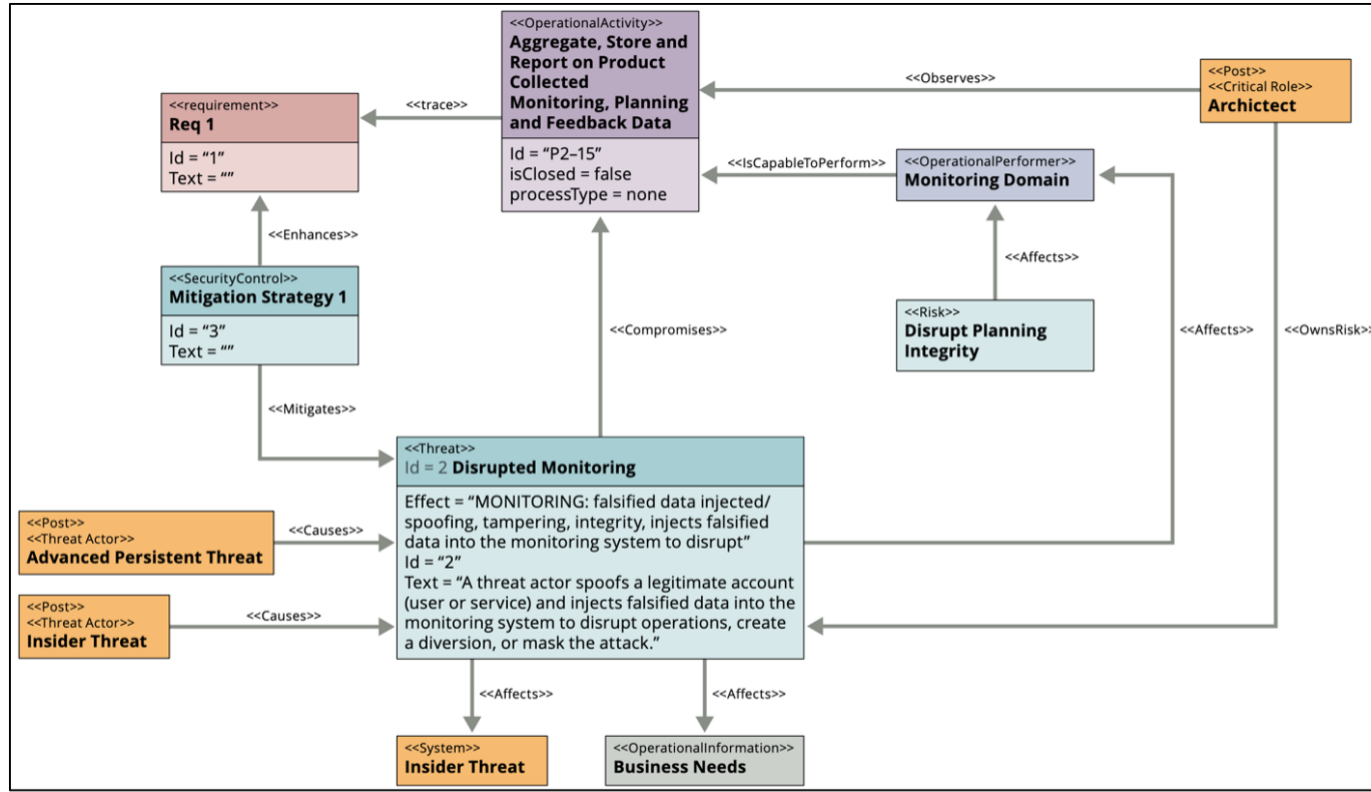 <<OperationalActivity>>
Aggregate, Store and
Report on Product
Collected
Monitoring, Planning
and Feedback Data
Id = “P2–15”
isClosed = false
processType = none
<<Observes>>
<<Post>>
<<Critical Role>>
Archictect
<<trace>>
<<requirement>>
Req 1
Id = “1”
Text = “”
<<IsCapableToPerform>>
<<OperationalPerformer>>
Monitoring Domain
<<Enhances>>
<<Affects>>
<<SecurityControl>>
Mitigation Strategy 1
Id = “3”
Text = “”
<<Compromises>>
<<Risk>>
Disrupt Planning
Integrity
<<Affects>>
<<OwnsRisk>>
<<Mitigates>>
<<Threat>>
Id = 2 Disrupted Monitoring
Effect = “MONITORING: falsified data injected/
spoofing, tampering, integrity, injects falsified
data into the monitoring system to disrupt”
Id = “2”
Text = “A threat actor spoofs a legitimate account
(user or service) and injects falsified data into the
monitoring system to disrupt operations, create
a diversion, or mask the attack.”
<<Post>>
<<Threat Actor>>
Advanced Persistent Threat
<<Causes>>
<<Post>>
<<Threat Actor>>
Insider Threat
<<Causes>>
<<Affects>>
<<Affects>>
<<System>>
Insider Threat
<<OperationalInformation>>
Business Needs